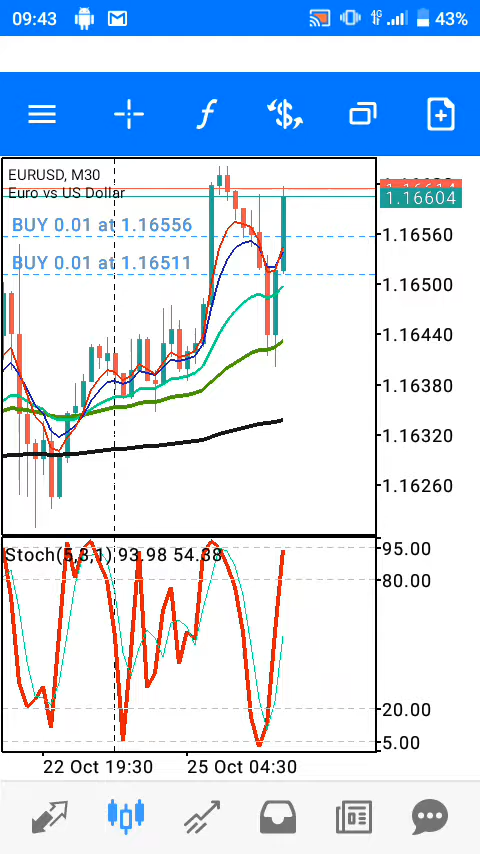 09:43
4G
43%
EURUSD, M30
Euro vs US Dollar
BUY 0.01 at 1.16556
BUY 0.01 at 1.16511
1.16614
1.16604
1.16560
1.16500
1.16440
1.16380
1.16320
1.16260
Stoch(5,3,1) 93.98 54.38
95.00
80.00
20.00
5.00
22 Oct 19:30
25 Oct 04:30